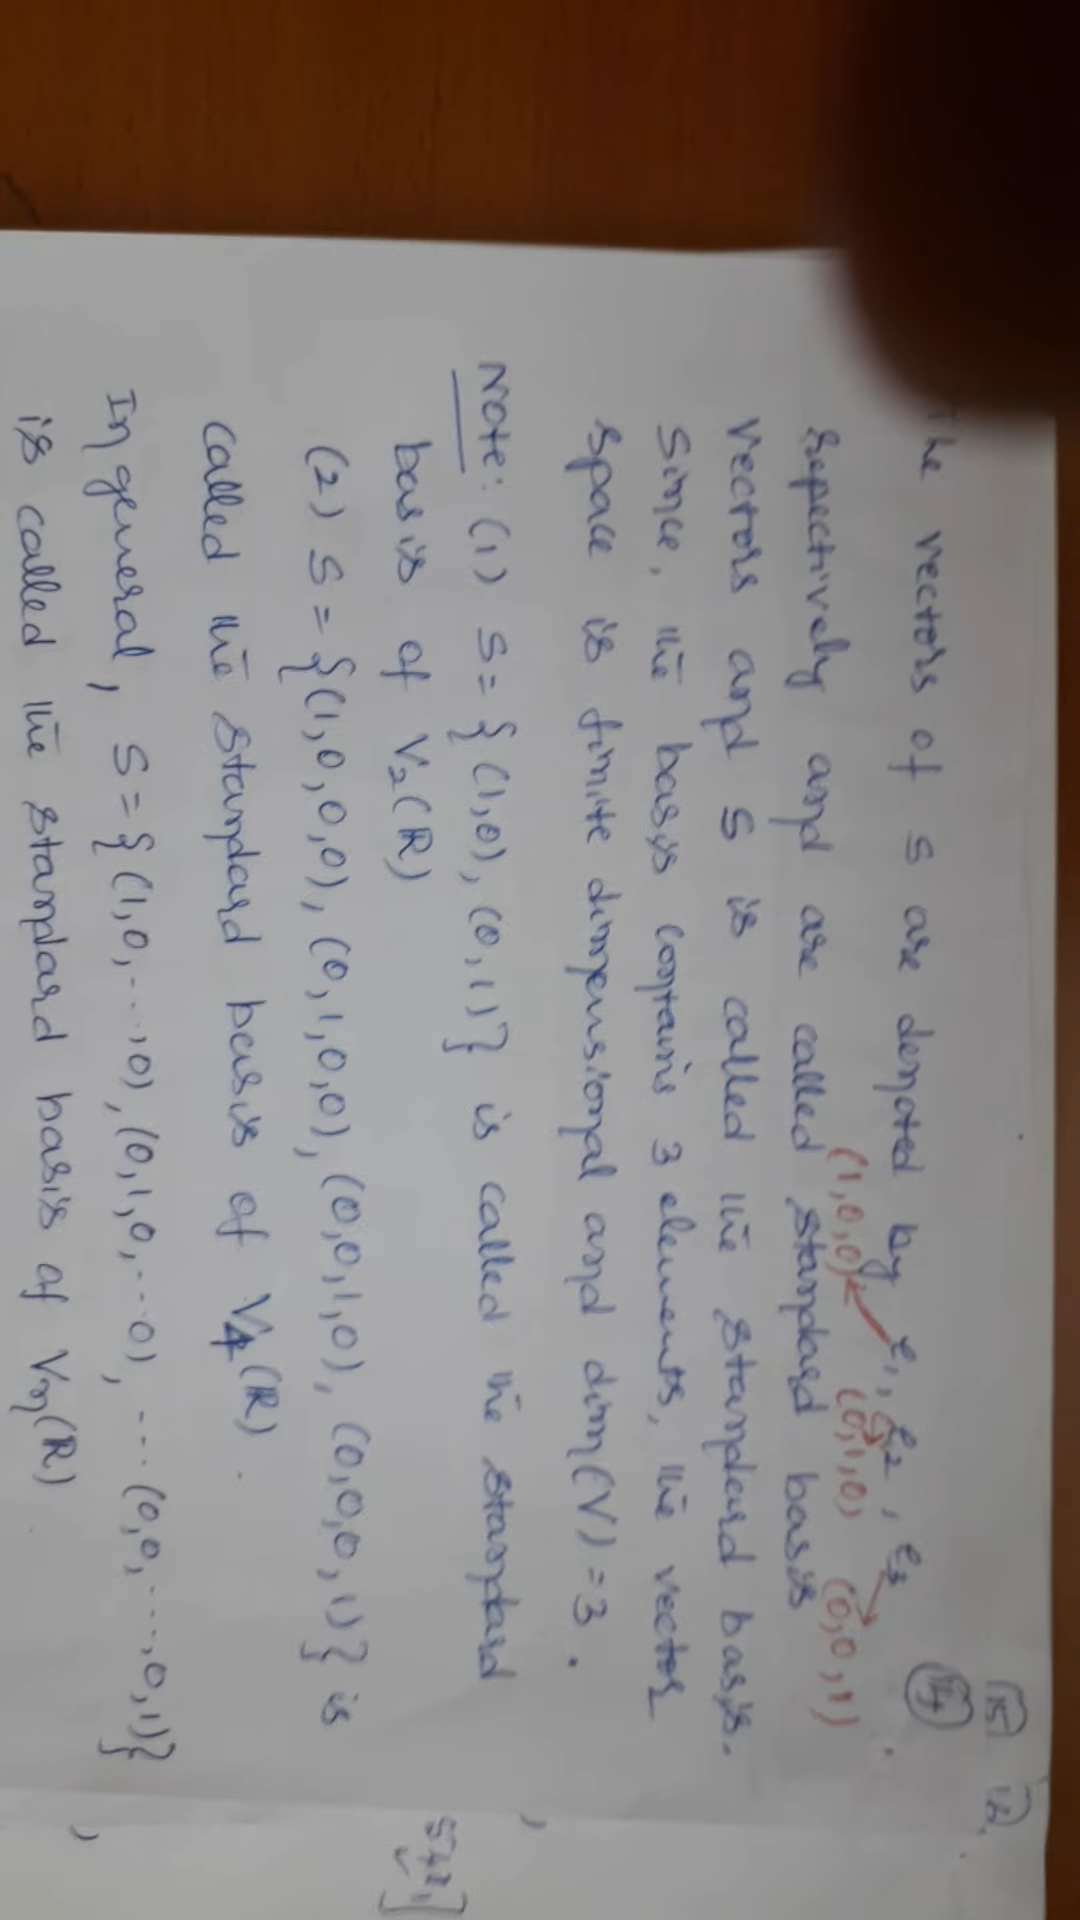 15 12.
14
The vectors of S are denoted by e1, e2, e3
(1,0,0) (0,1,0) (0,0,1)
respectively and are called standard basis
vectors and S is called the standard basis.
Since, the basis contains 3 elements, the vector
space is finite dimensional and dim(V)=3.
Note: (1) S={(1,0),(0,1)} is called the standard
basis of V2(R)
(2) S={(1,0,0,0),(0,1,0,0),(0,0,1,0),(0,0,0,1)} is
called the standard basis of V4(R).
In general, S={(1,0,...,0),(0,1,0,...0),...(0,0,...,0,1)}
is called the standard basis of Vn(R)